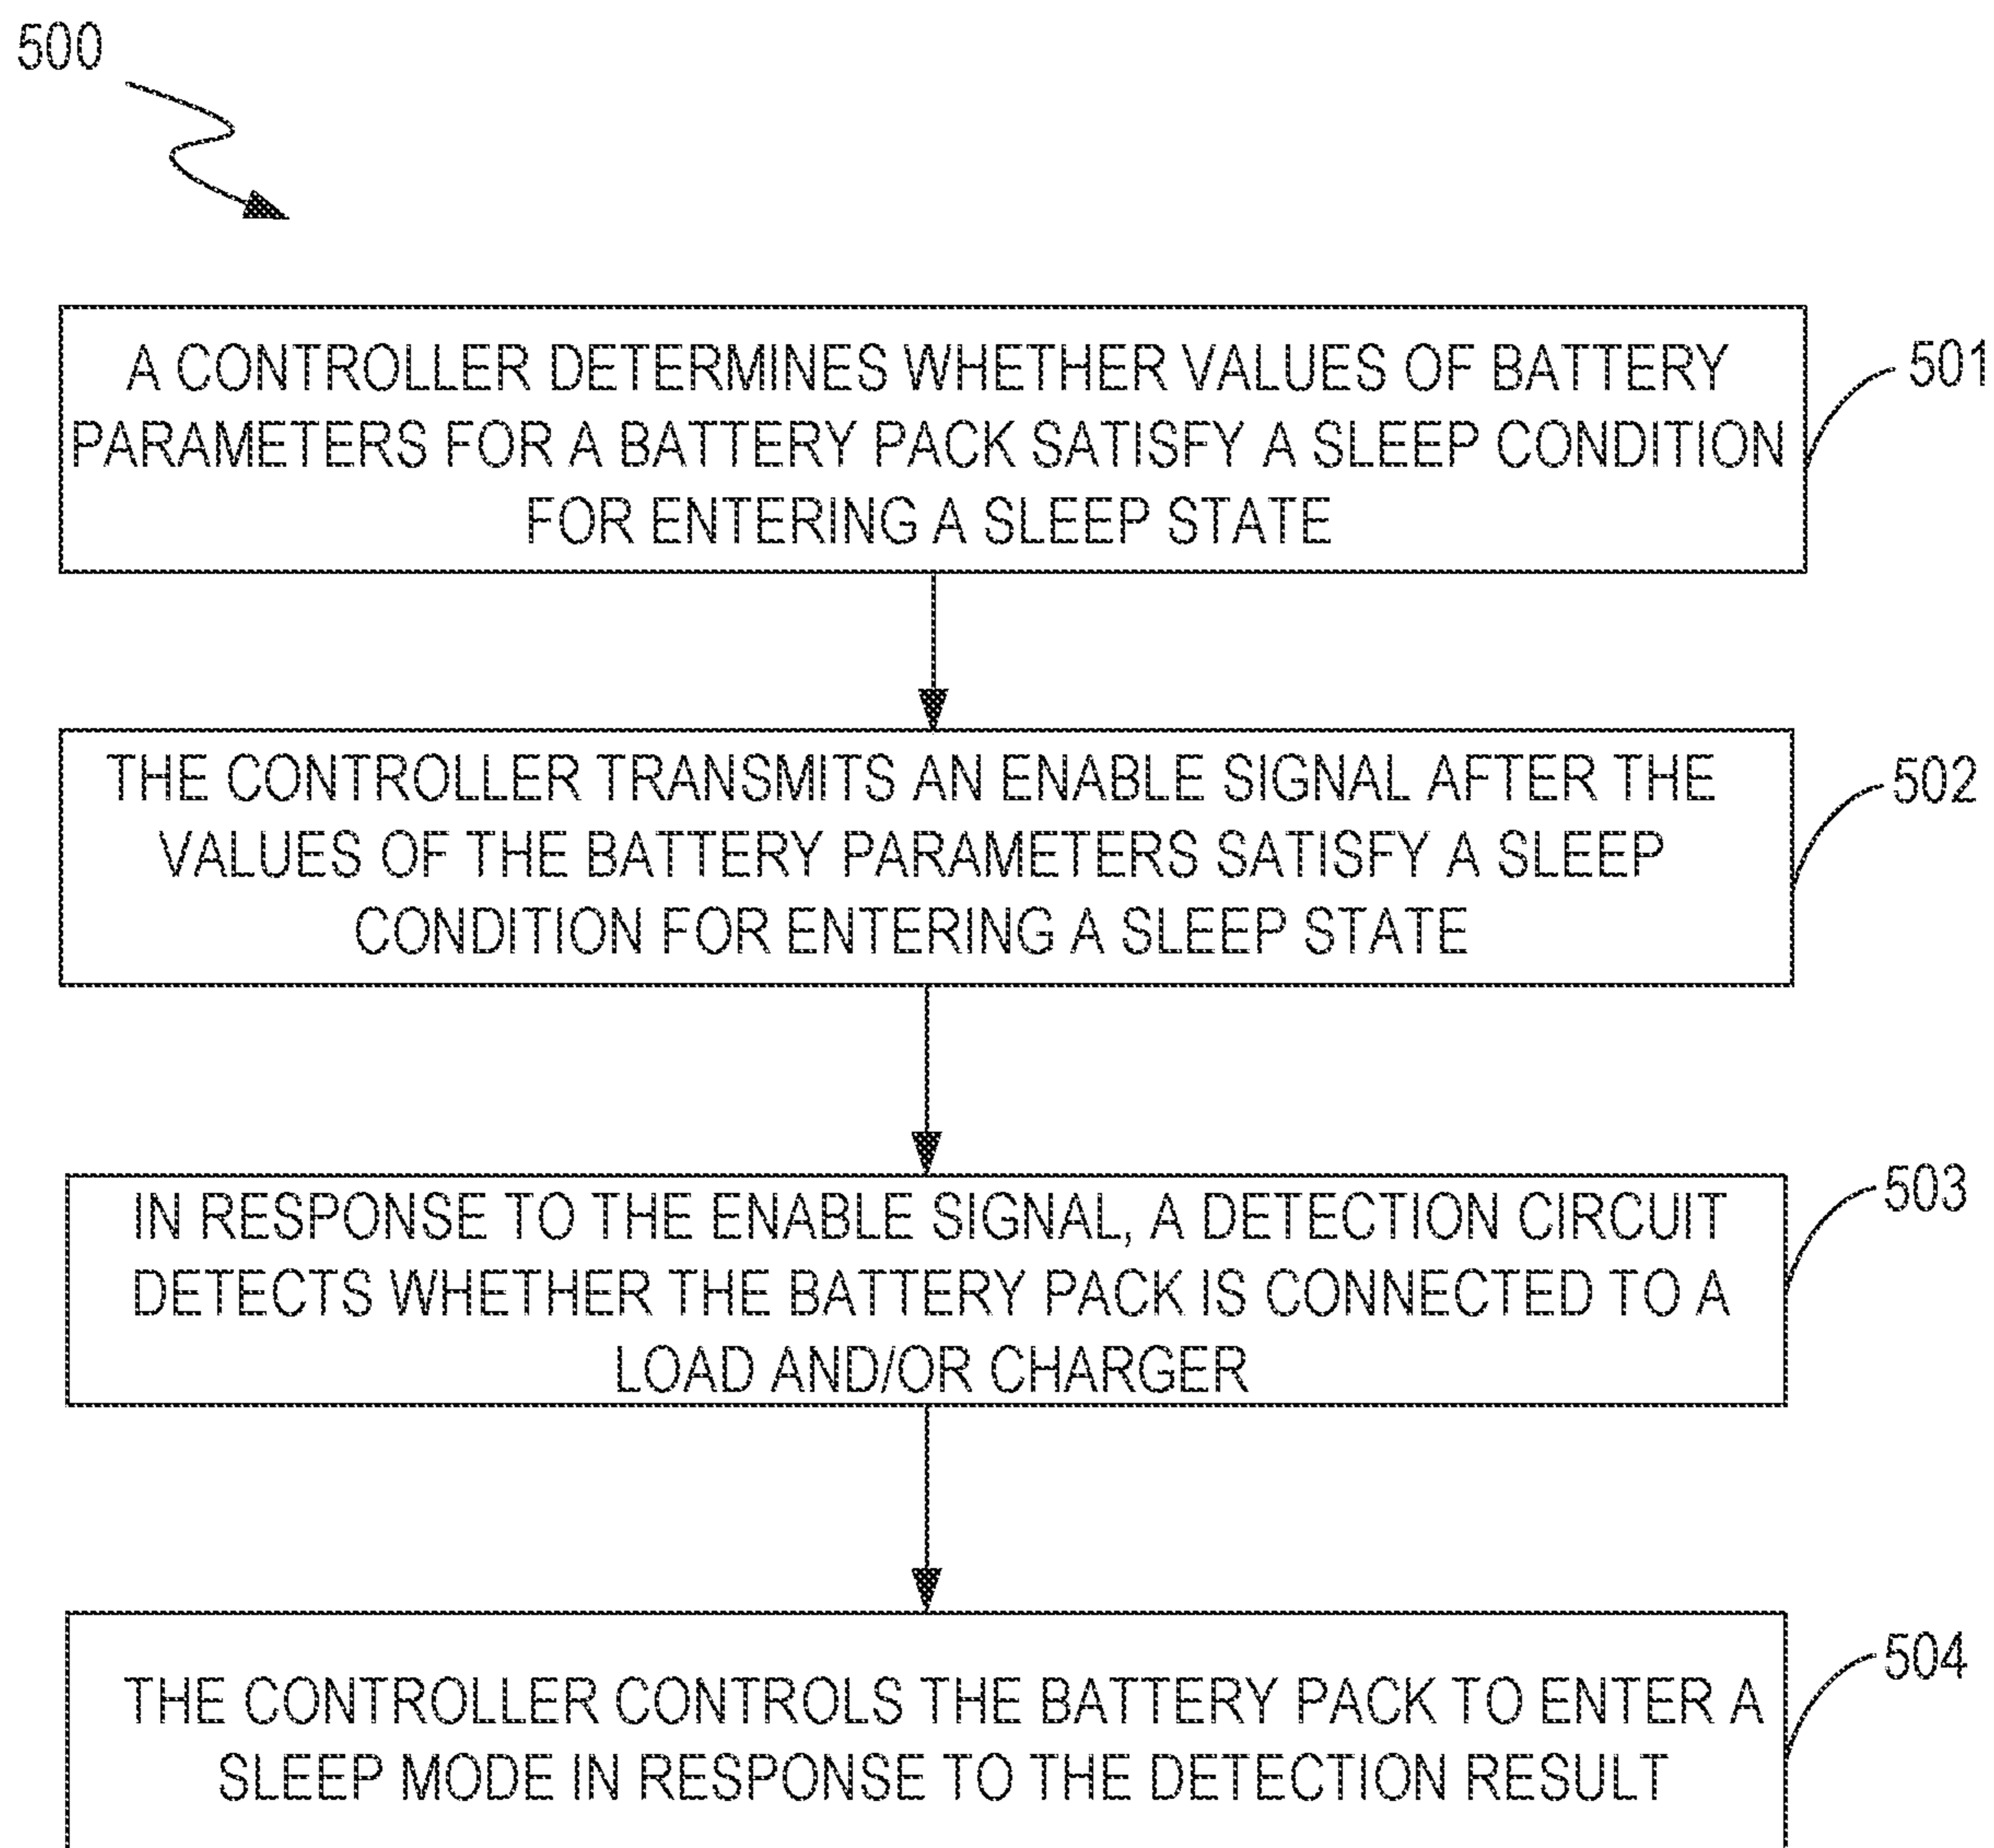 500
A CONTROLLER DETERMINES WHETHER VALUES OF BATTERY
PARAMETERS FOR A BATTERY PACK SATISFY A SLEEP CONDITION
FOR ENTERING A SLEEP STATE
501
THE CONTROLLER TRANSMITS AN ENABLE SIGNAL AFTER THE
VALUES OF THE BATTERY PARAMETERS SATISFY A SLEEP
CONDITION FOR ENTERING A SLEEP STATE
502
IN RESPONSE TO THE ENABLE SIGNAL, A DETECTION CIRCUIT
DETECTS WHETHER THE BATTERY PACK IS CONNECTED TO A
LOAD AND/OR CHARGER
503
THE CONTROLLER CONTROLS THE BATTERY PACK TO ENTER A
SLEEP MODE IN RESPONSE TO THE DETECTION RESULT
504